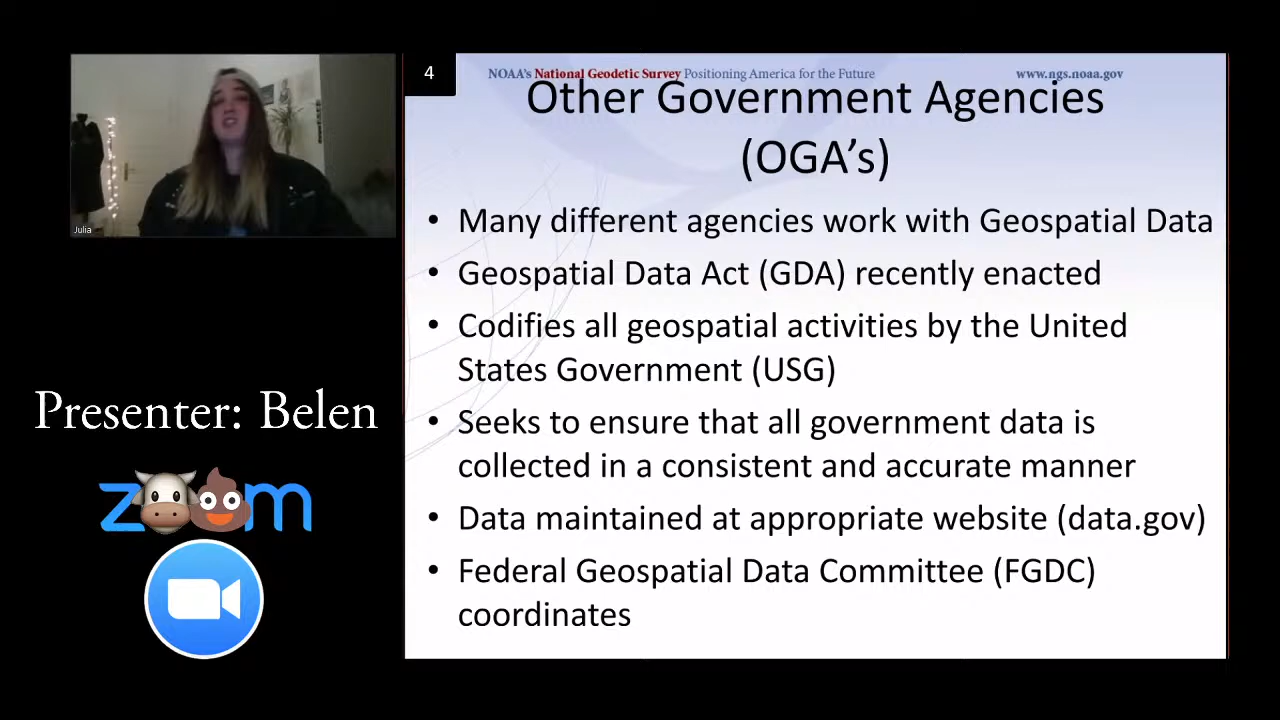 4
NOAA's National Geodetic Survey Positioning America for the Future
www.ngs.noaa.gov
Other Government Agencies
(OGA's)
Julia
• Many different agencies work with Geospatial Data
• Geospatial Data Act (GDA) recently enacted
• Codifies all geospatial activities by the United
States Government (USG)
• Seeks to ensure that all government data is
collected in a consistent and accurate manner
• Data maintained at appropriate website (data.gov)
• Federal Geospatial Data Committee (FGDC)
coordinates
Presenter: Belen
z🐮💩m